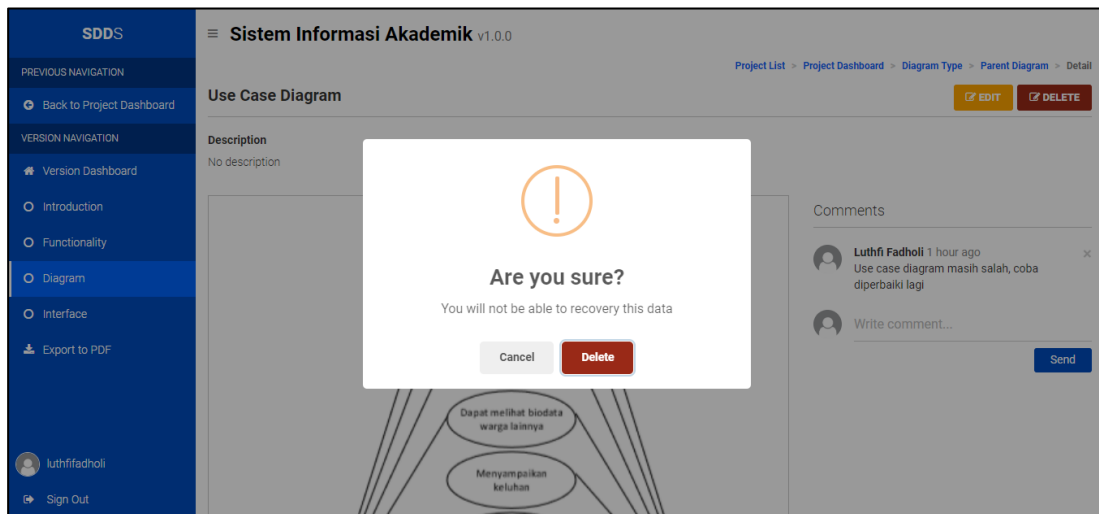 SDDS
PREVIOUS NAVIGATION
Back to Project Dashboard
VERSION NAVIGATION
Version Dashboard
Introduction
Functionality
Diagram
Interface
Export to PDF
luthfifadholi
Sign Out
Sistem Informasi Akademik v1.0.0
Project List > Project Dashboard > Diagram Type > Parent Diagram > Detail
Use Case Diagram
EDIT
DELETE
Description
No description
Are you sure?
You will not be able to recovery this data
Cancel
Delete
Dapat melihat biodata
warga lainnya
Menyampaikan
keluhan
Comments
Luthfi Fadholi 1 hour ago
Use case diagram masih salah, coba
diperbaiki lagi
Write comment...
Send